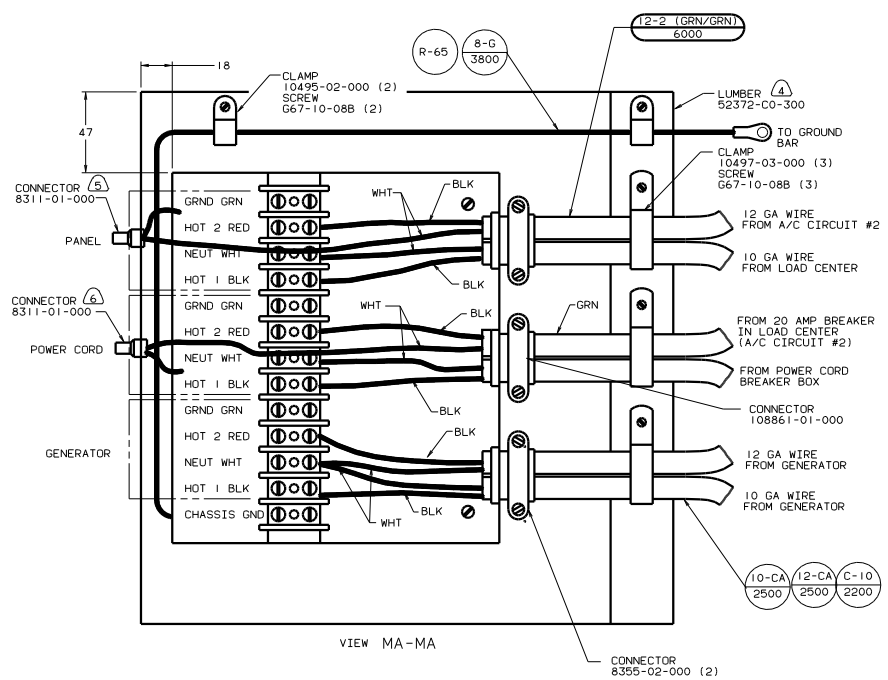 12-2 (GRN/GRN)
6000
R-65
8-G
3800
18
CLAMP
10495-02-000 (2)
SCREW
G67-10-08B (2)
LUMBER 4
52372-C0-300
47
TO GROUND
BAR
CLAMP
10497-03-000 (3)
SCREW
G67-10-08B (3)
CONNECTOR 5
8311-01-000
GRND GRN
WHT
BLK
HOT 2 RED
12 GA WIRE
FROM A/C CIRCUIT #2
PANEL
NEUT WHT
10 GA WIRE
FROM LOAD CENTER
HOT 1 BLK
BLK
CONNECTOR 6
8311-01-000
GRND GRN
WHT
BLK
GRN
HOT 2 RED
FROM 20 AMP BREAKER
IN LOAD CENTER
(A/C CIRCUIT #2)
POWER CORD
NEUT WHT
FROM POWER CORD
BREAKER BOX
HOT 1 BLK
BLK
CONNECTOR
108861-01-000
GRND GRN
HOT 2 RED
BLK
GENERATOR
NEUT WHT
12 GA WIRE
FROM GENERATOR
HOT 1 BLK
10 GA WIRE
FROM GENERATOR
CHASSIS GND
WHT
BLK
10-CA
2500
12-CA
2500
C-10
2200
VIEW MA-MA
CONNECTOR
8355-02-000 (2)